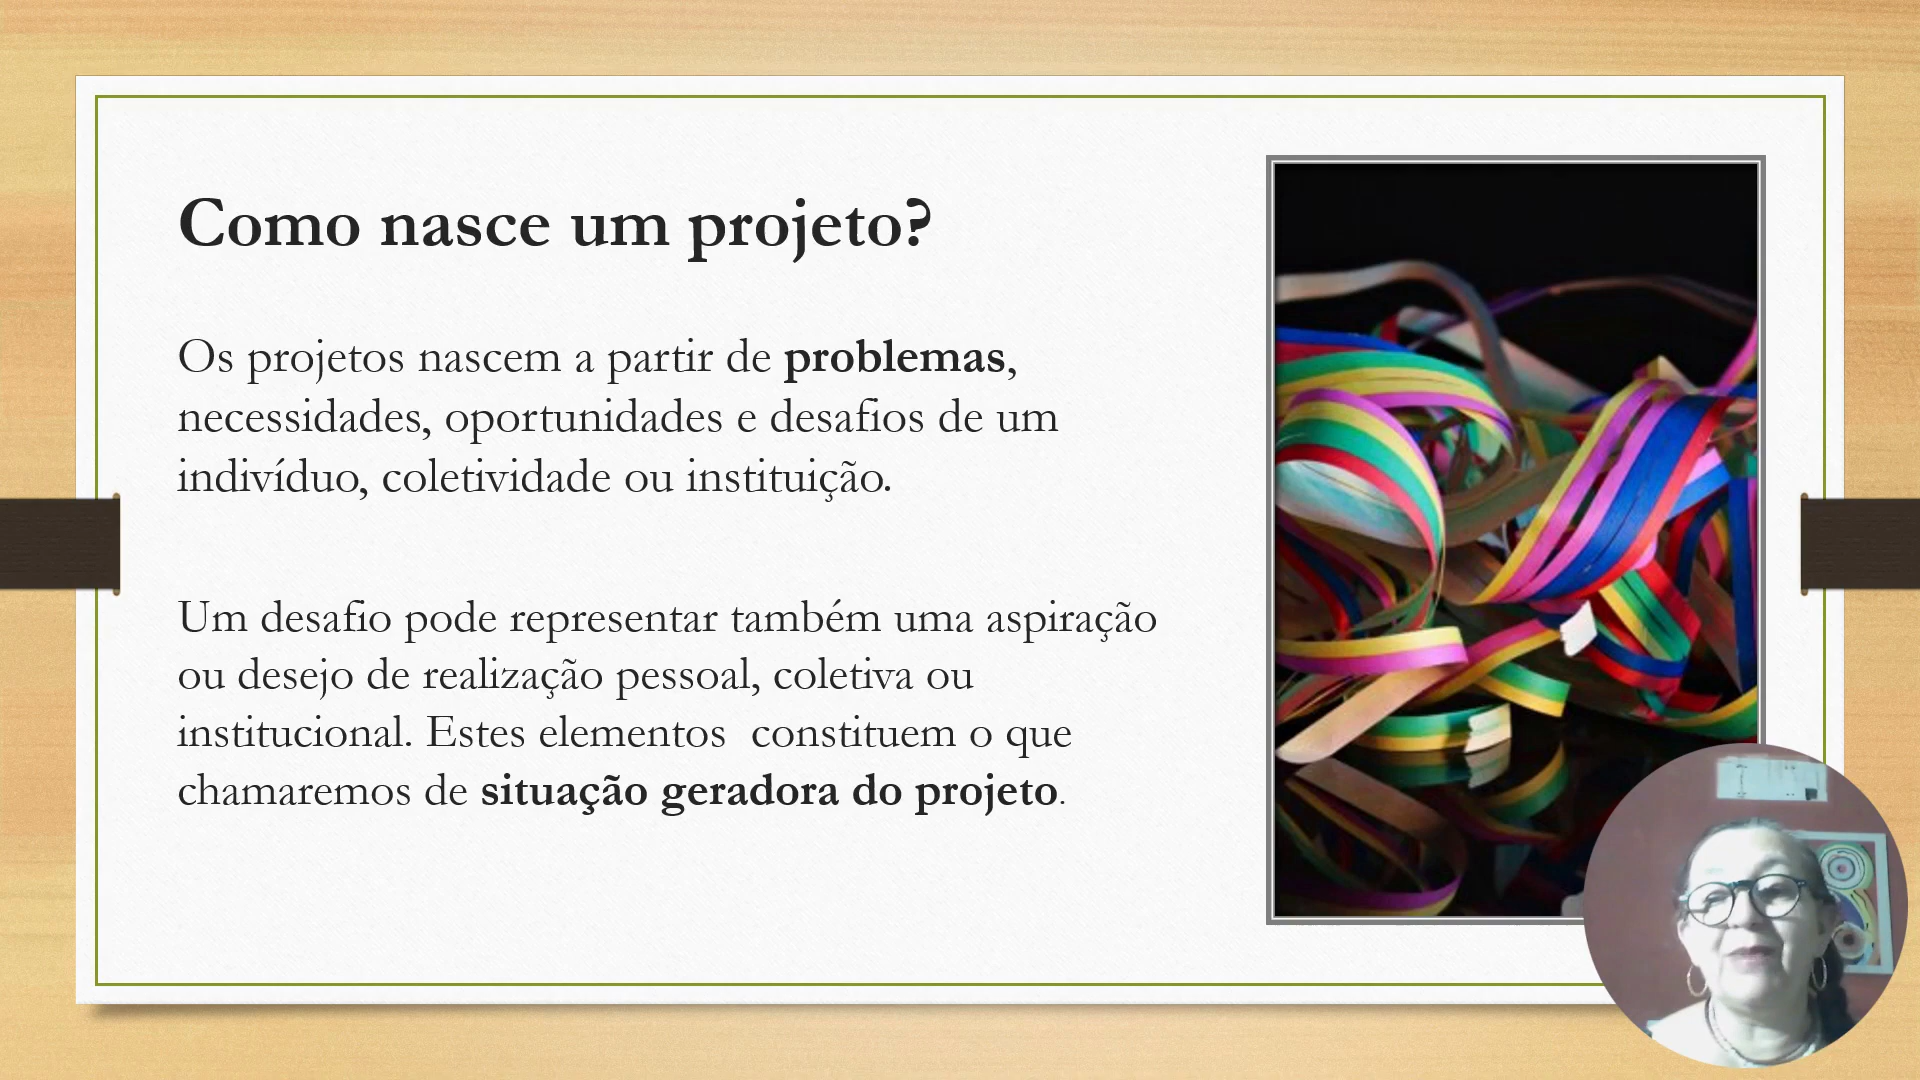 Como nasce um projeto?
Os projetos nascem a partir de problemas,
necessidades, oportunidades e desafios de um
indivíduo, coletividade ou instituição.
Um desafio pode representar também uma aspiração
ou desejo de realização pessoal, coletiva ou
institucional. Estes elementos  constituem o que
chamaremos de situação geradora do projeto.